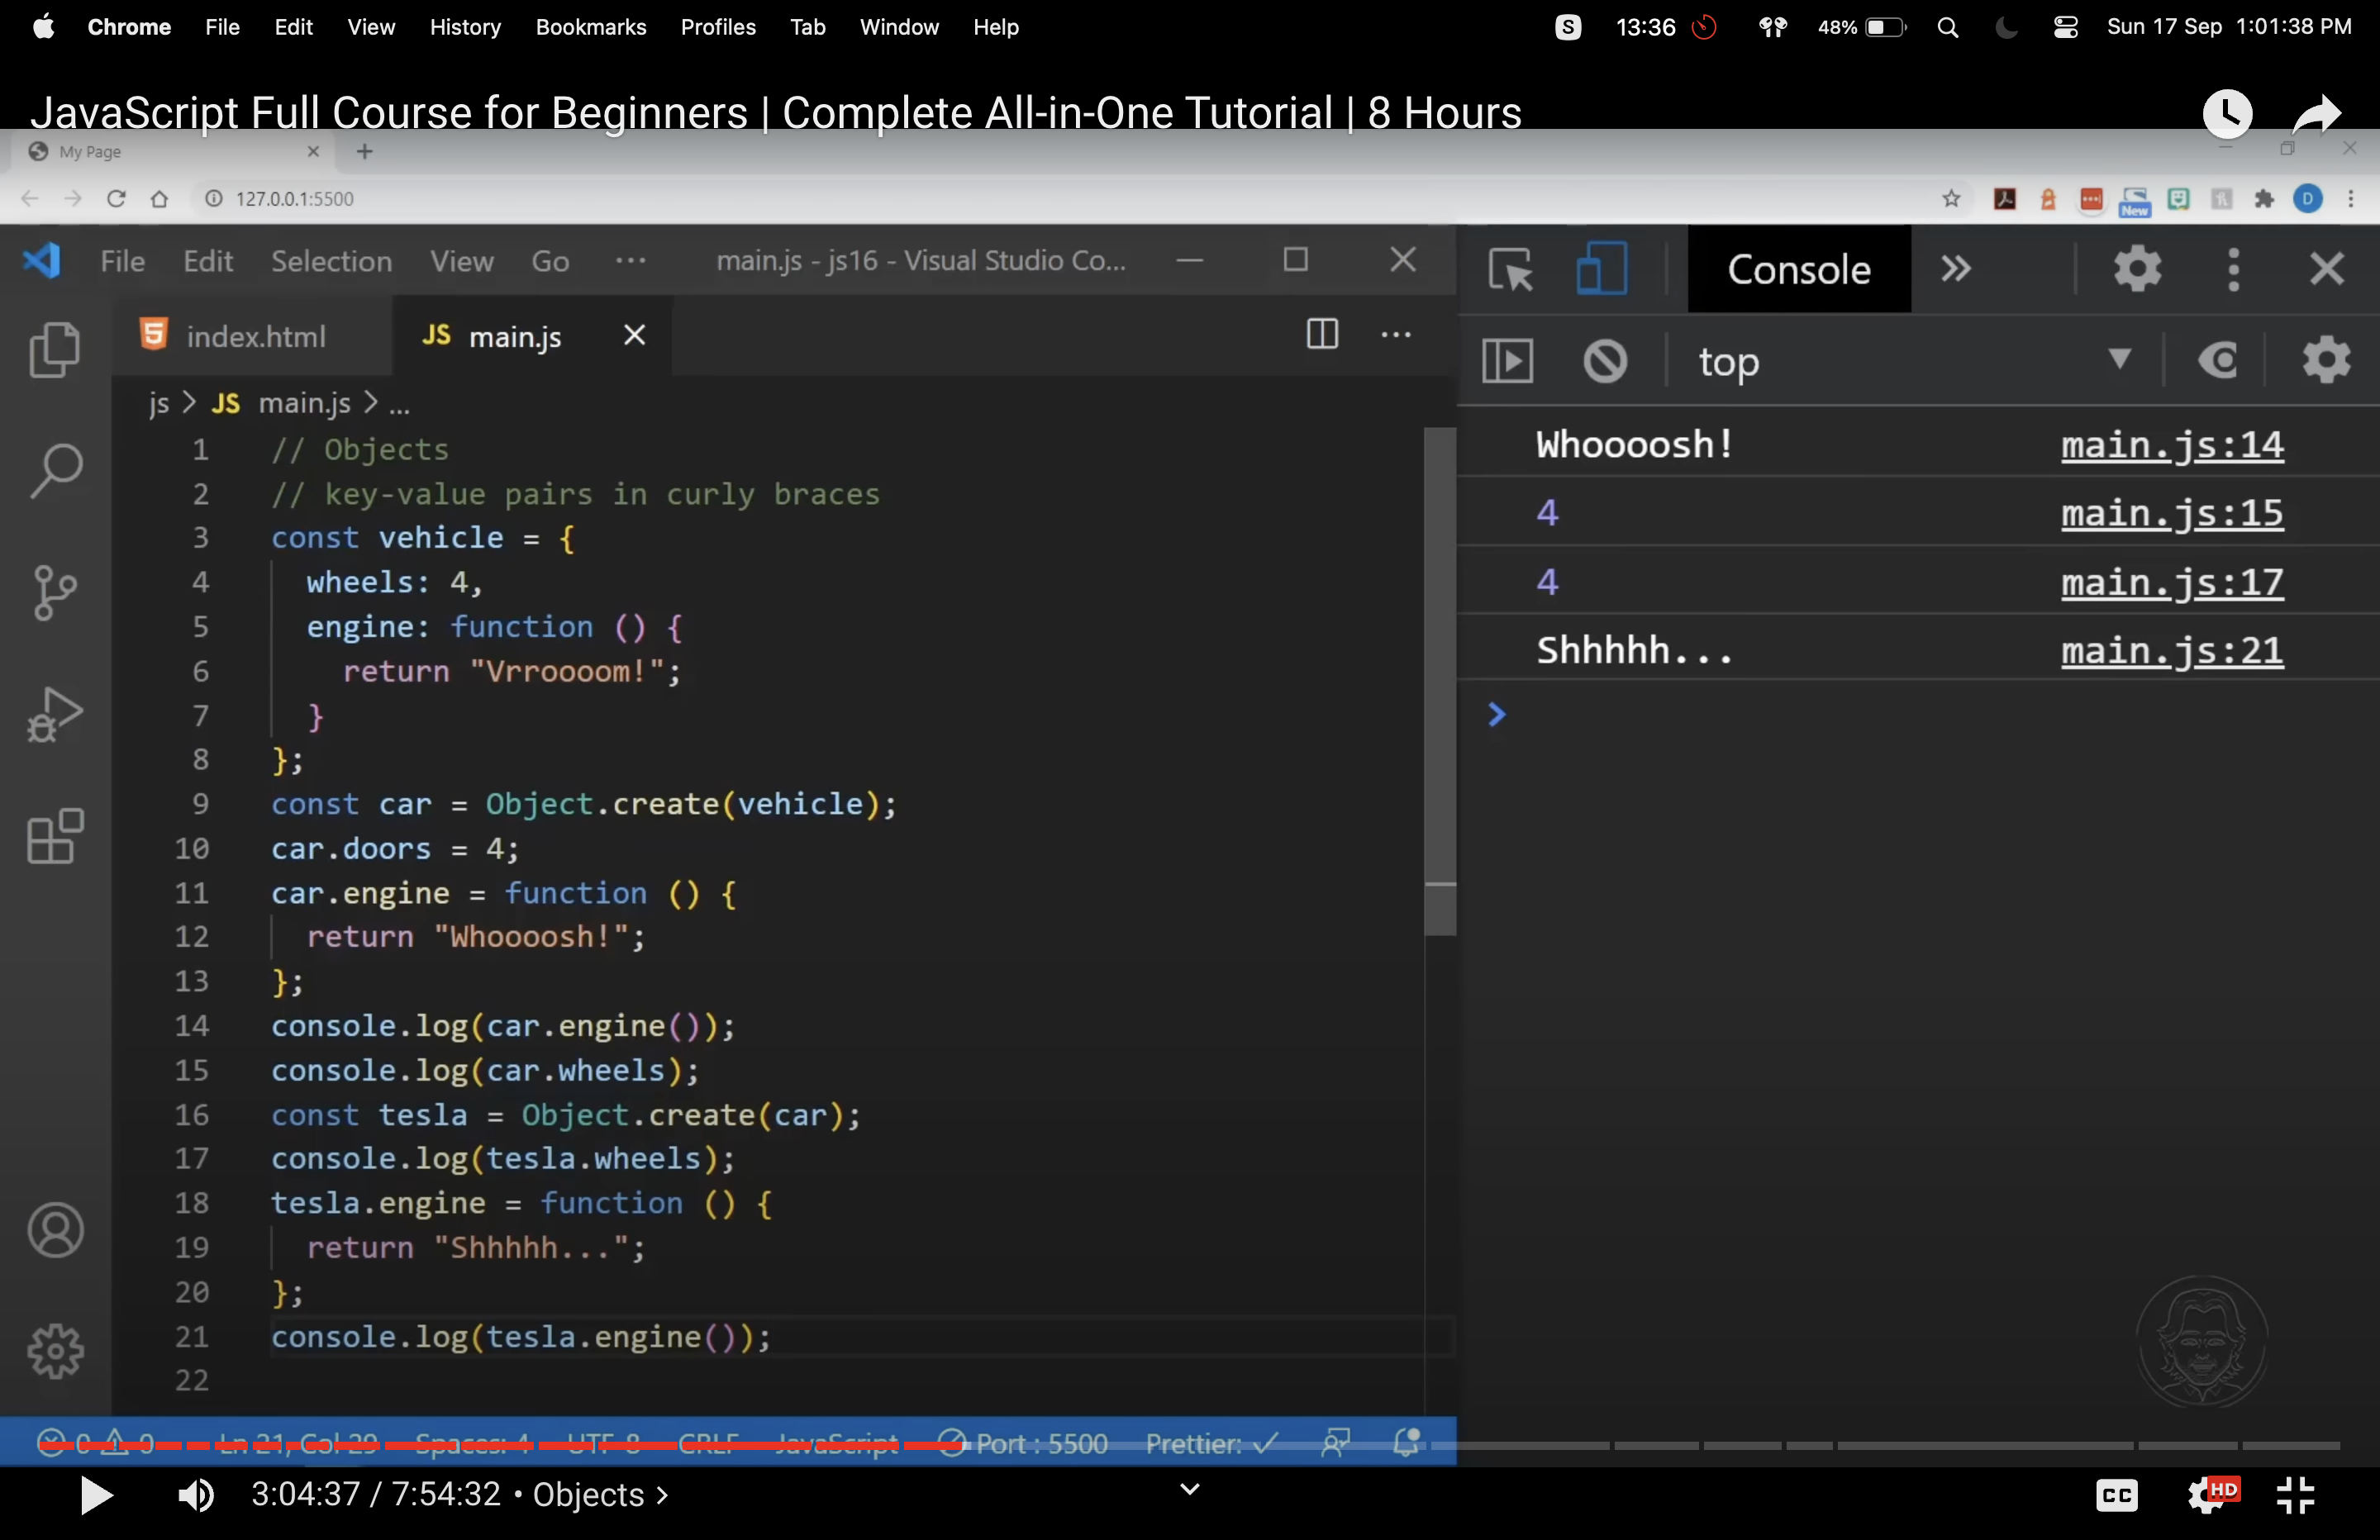 Chrome File Edit View History Bookmarks Profiles Tab Window Help S 13:36 48% Sun 17 Sep 1:01:38 PM
JavaScript Full Course for Beginners | Complete All-in-One Tutorial | 8 Hours
My Page
127.0.0.1:5500 New D
File Edit Selection View Go ··· main.js - js16 - Visual Studio Co...
index.html JS main.js
js > JS main.js > ...
1 // Objects
2 // key-value pairs in curly braces
3 const vehicle = {
4 wheels: 4,
5 engine: function () {
6 return "Vrroooom!";
7 }
8 };
9 const car = Object.create(vehicle);
10 car.doors = 4;
11 car.engine = function () {
12 return "Whoooosh!";
13 };
14 console.log(car.engine());
15 console.log(car.wheels);
16 const tesla = Object.create(car);
17 console.log(tesla.wheels);
18 tesla.engine = function () {
19 return "Shhhhh...";
20 };
21 console.log(tesla.engine());
22
Console
top
Whoooosh! main.js:14
4 main.js:15
4 main.js:17
Shhhhh... main.js:21
>
0 0 Ln 21, Col 29 Spaces: 4 UTF-8 CRLF JavaScript Port : 5500 Prettier: ✓
3:04:37 / 7:54:32 • Objects > CC HD